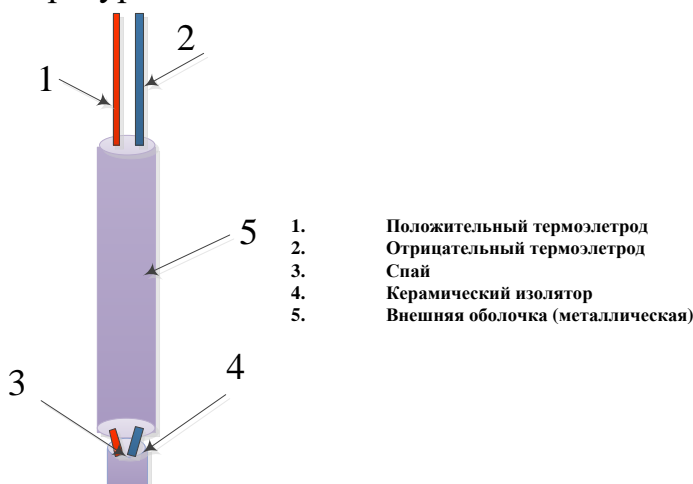 2
1
5
1. Положительный термоэлетрод
2. Отрицательный термоэлетрод
3. Спай
4. Керамический изолятор
5. Внешняя оболочка (металлическая)
4
3